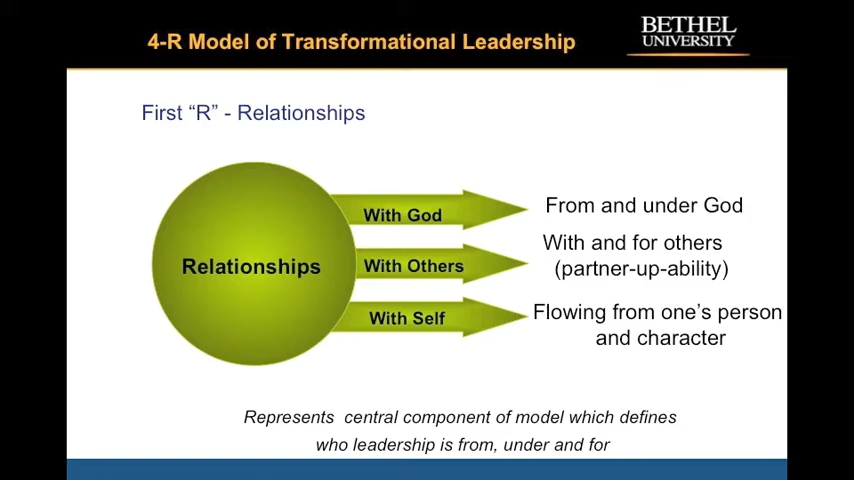 4-R Model of Transformational Leadership
BETHEL
UNIVERSITY
First “R” - Relationships
Relationships
With God
From and under God
With Others
With and for others
(partner-up-ability)
With Self
Flowing from one’s person
and character
Represents central component of model which defines
who leadership is from, under and for